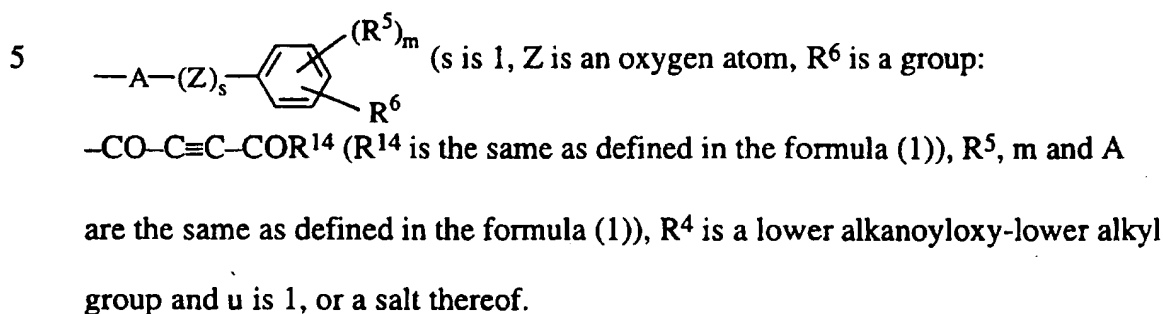 5
(R⁵)ₘ
—A—(Z)ₛ— (s is 1, Z is an oxygen atom, R⁶ is a group:
R⁶
–CO–C≡C–COR¹⁴ (R¹⁴ is the same as defined in the formula (1)), R⁵, m and A
are the same as defined in the formula (1)), R⁴ is a lower alkanoyloxy-lower alkyl
group and u is 1, or a salt thereof.